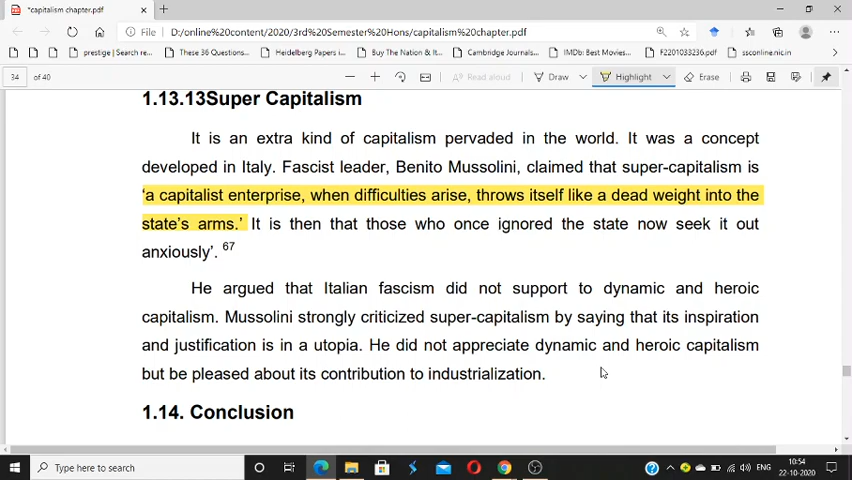 *capitalism chapter.pdf
File
D:/online%20content/2020/3rd%20Semester%20Hons/capitalism%20chapter.pdf
prestige | Search re...
These 36 Questions...
Heidelberg Papers i...
Buy The Nation & It...
Cambridge Journals...
IMDb: Best Movies...
F2201033236.pdf
ssconline.nic.in
34 of 40
Read aloud
Draw
Highlight
Erase
1.13.13Super Capitalism
It is an extra kind of capitalism pervaded in the world. It was a concept
developed in Italy. Fascist leader, Benito Mussolini, claimed that super-capitalism is
‘a capitalist enterprise, when difficulties arise, throws itself like a dead weight into the
state’s arms.’ It is then that those who once ignored the state now seek it out
anxiously’. 67
He argued that Italian fascism did not support to dynamic and heroic
capitalism. Mussolini strongly criticized super-capitalism by saying that its inspiration
and justification is in a utopia. He did not appreciate dynamic and heroic capitalism
but be pleased about its contribution to industrialization.
1.14. Conclusion
Type here to search
ENG
10:54
22-10-2020